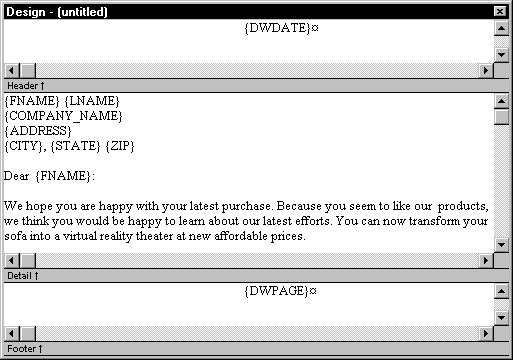 Design - (untitled)
{DWDATE}¤
Header ↑
{FNAME} {LNAME}
{COMPANY_NAME}
{ADDRESS}
{CITY}, {STATE} {ZIP}
Dear {FNAME}:
We hope you are happy with your latest purchase. Because you seem to like our products,
we think you would be happy to learn about our latest efforts. You can now transform your
sofa into a virtual reality theater at new affordable prices.
Detail ↑
{DWPAGE}¤
Footer ↑